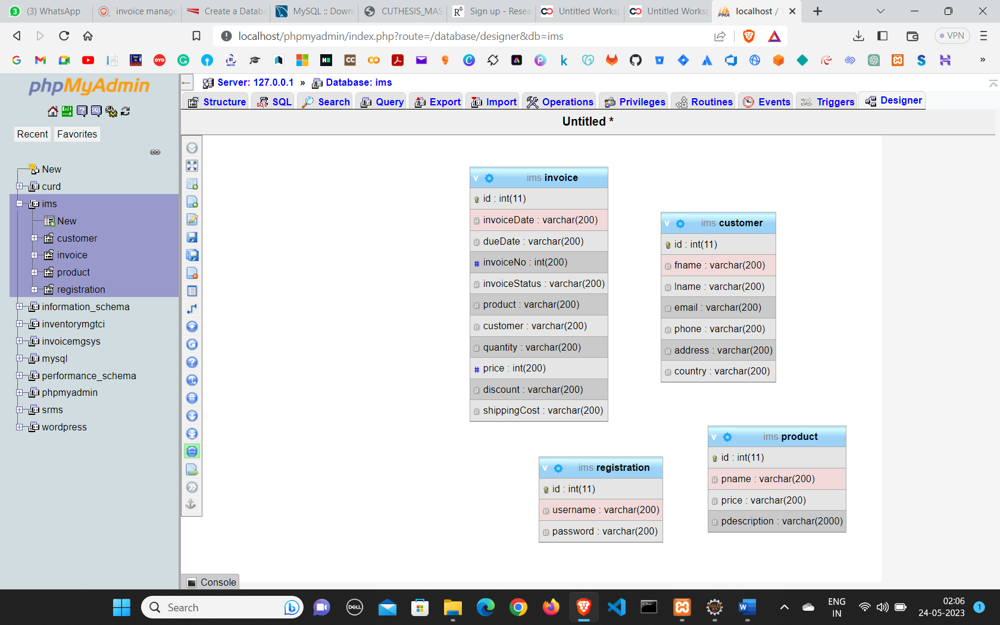 3 (3) WhatsApp
invoice manage
Create a Databa
MySQL :: Down
CUTHESIS_MAS
Sign up - Resea
Untitled Worksp
Untitled Worksp
PMA localhost /
localhost/phpmyadmin/index.php?route=/database/designer&db=ims
VPN
phpMyAdmin
Recent Favorites
New
curd
ims
New
customer
invoice
product
registration
information_schema
inventorymgtci
invoicemgsys
mysql
performance_schema
phpmyadmin
srms
wordpress
Server: 127.0.0.1 » Database: ims
Structure SQL Search Query Export Import Operations Privileges Routines Events Triggers Designer
Untitled *
v ims invoice
id : int(11)
invoiceDate : varchar(200)
dueDate : varchar(200)
# invoiceNo : int(200)
invoiceStatus : varchar(200)
product : varchar(200)
customer : varchar(200)
quantity : varchar(200)
# price : int(200)
discount : varchar(200)
shippingCost : varchar(200)
v ims customer
id : int(11)
fname : varchar(200)
lname : varchar(200)
email : varchar(200)
phone : varchar(200)
address : varchar(200)
country : varchar(200)
v ims registration
id : int(11)
username : varchar(200)
password : varchar(200)
v ims product
id : int(11)
pname : varchar(200)
price : varchar(200)
pdescription : varchar(2000)
Console
Search
DELL
ENG
IN
02:06
24-05-2023
1